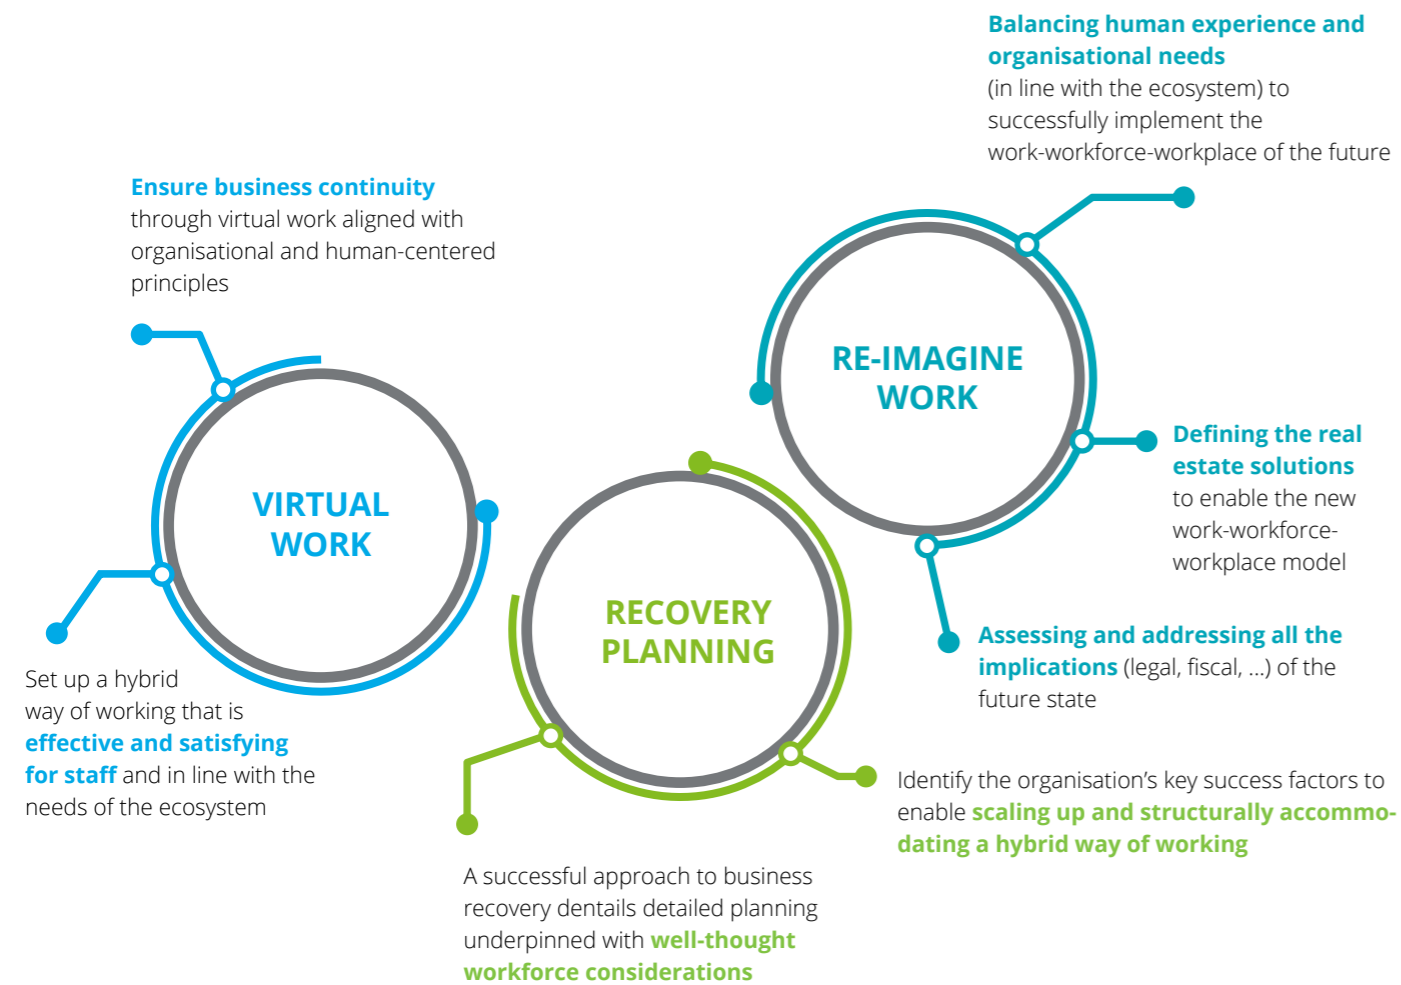 Ensure business continuity
through virtual work aligned with
organisational and human-centered
principles
VIRTUAL
WORK
Set up a hybrid
way of working that is
effective and satisfying
for staff and in line with the
needs of the ecosystem
RECOVERY
PLANNING
A successful approach to business
recovery dentails detailed planning
underpinned with well-thought
workforce considerations
Identify the organisation’s key success factors to
enable scaling up and structurally accommo-
dating a hybrid way of working
RE-IMAGINE
WORK
Balancing human experience and
organisational needs
(in line with the ecosystem) to
successfully implement the
work-workforce-workplace of the future
Defining the real
estate solutions
to enable the new
work-workforce-
workplace model
Assessing and addressing all the
implications (legal, fiscal, ...) of the
future state